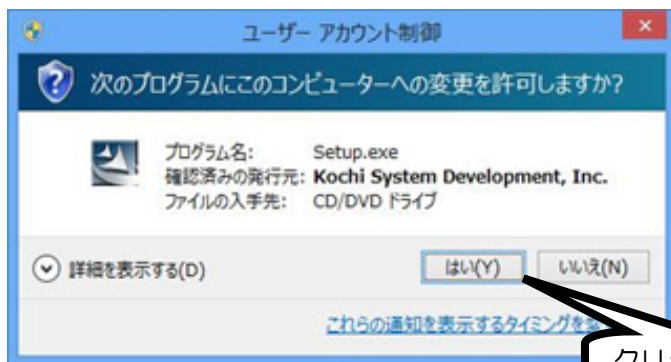 ユーザー アカウント制御
次のプログラムにこのコンピューターへの変更を許可しますか?
プログラム名: Setup.exe
確認済みの発行元: Kochi System Development, Inc.
ファイルの入手先: CD/DVD ドライブ
詳細を表示する(D)
はい(Y)
いいえ(N)
これらの通知を表示するタイミングを